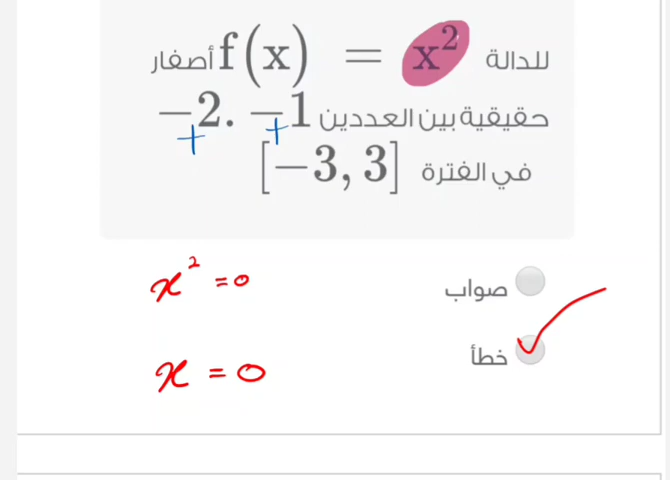 للدالة f(x) = x² أصفار
حقيقية بين العددين −1 .−2
+ +
في الفترة [−3, 3]
صواب
خطأ
x² = 0
x = 0